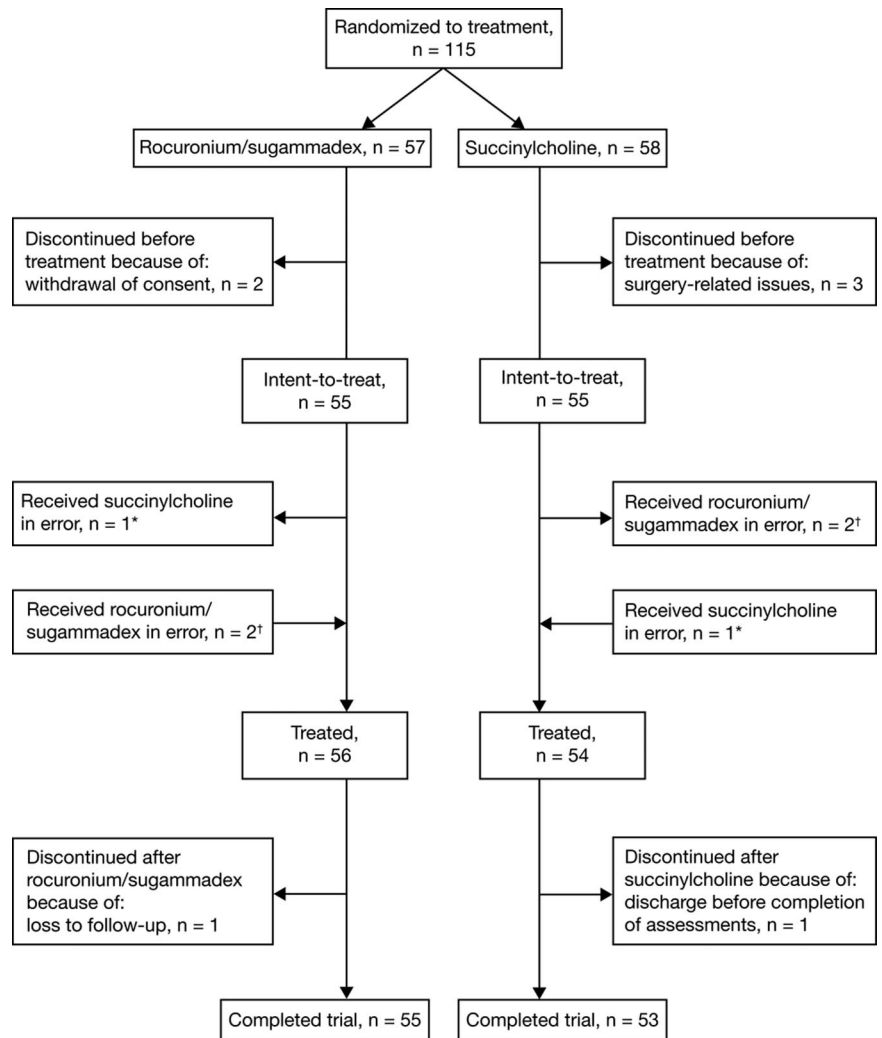 Randomized to treatment,
n = 115
Rocuronium/sugammadex, n = 57
Succinylcholine, n = 58
Discontinued before
treatment because of:
withdrawal of consent, n = 2
Discontinued before
treatment because of:
surgery-related issues, n = 3
Intent-to-treat,
n = 55
Intent-to-treat,
n = 55
Received succinylcholine
in error, n = 1*
Received rocuronium/
sugammadex in error, n = 2†
Received rocuronium/
sugammadex in error, n = 2†
Received succinylcholine
in error, n = 1*
Treated,
n = 56
Treated,
n = 54
Discontinued after
rocuronium/sugammadex
because of:
loss to follow-up, n = 1
Discontinued after
succinylcholine because of:
discharge before completion
of assessments, n = 1
Completed trial, n = 55
Completed trial, n = 53